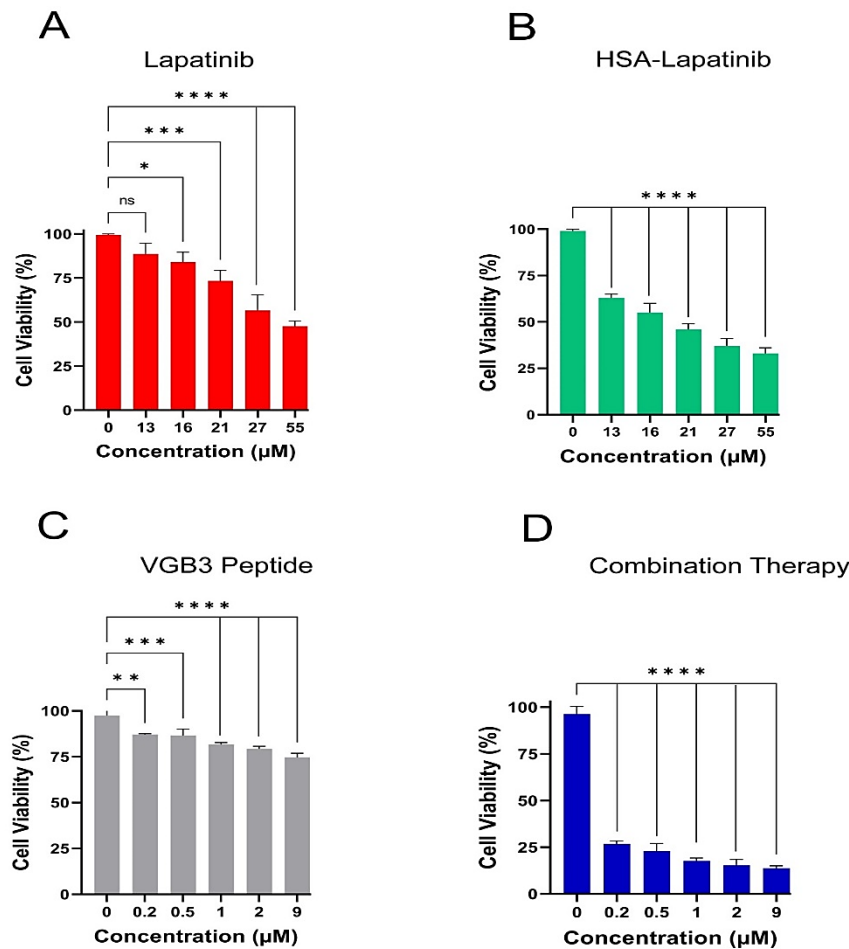 A
Lapatinib
* * * *
* * *
*
ns
100
75
50
25
0
Cell Viability (%)
0 13 16 21 27 55
Concentration (µM)
B
HSA-Lapatinib
* * * *
100
75
50
25
0
Cell Viability (%)
0 13 16 21 27 55
Concentration (µM)
C
VGB3 Peptide
* * * *
* * *
* *
100
75
50
25
0
Cell Viability (%)
0 0.2 0.5 1 2 9
Concentration (µM)
D
Combination Therapy
* * * *
100
75
50
25
0
Cell Viability (%)
0 0.2 0.5 1 2 9
Concentration (µM)